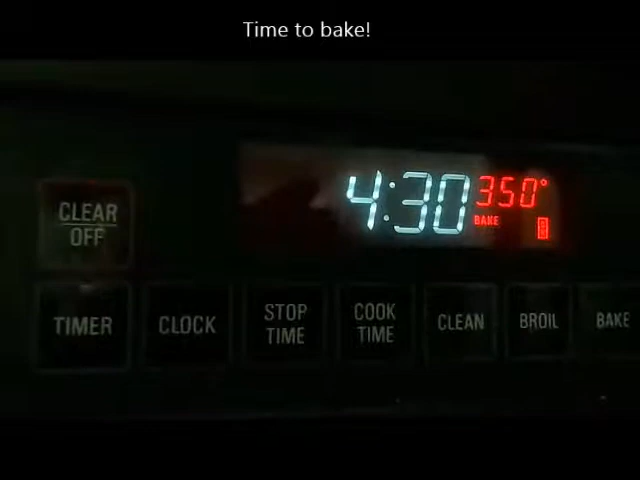 Time to bake!
4:30 350°
BAKE
CLEAR
OFF
TIMER
CLOCK
STOP
TIME
COOK
TIME
CLEAN
BROIL
BAKE